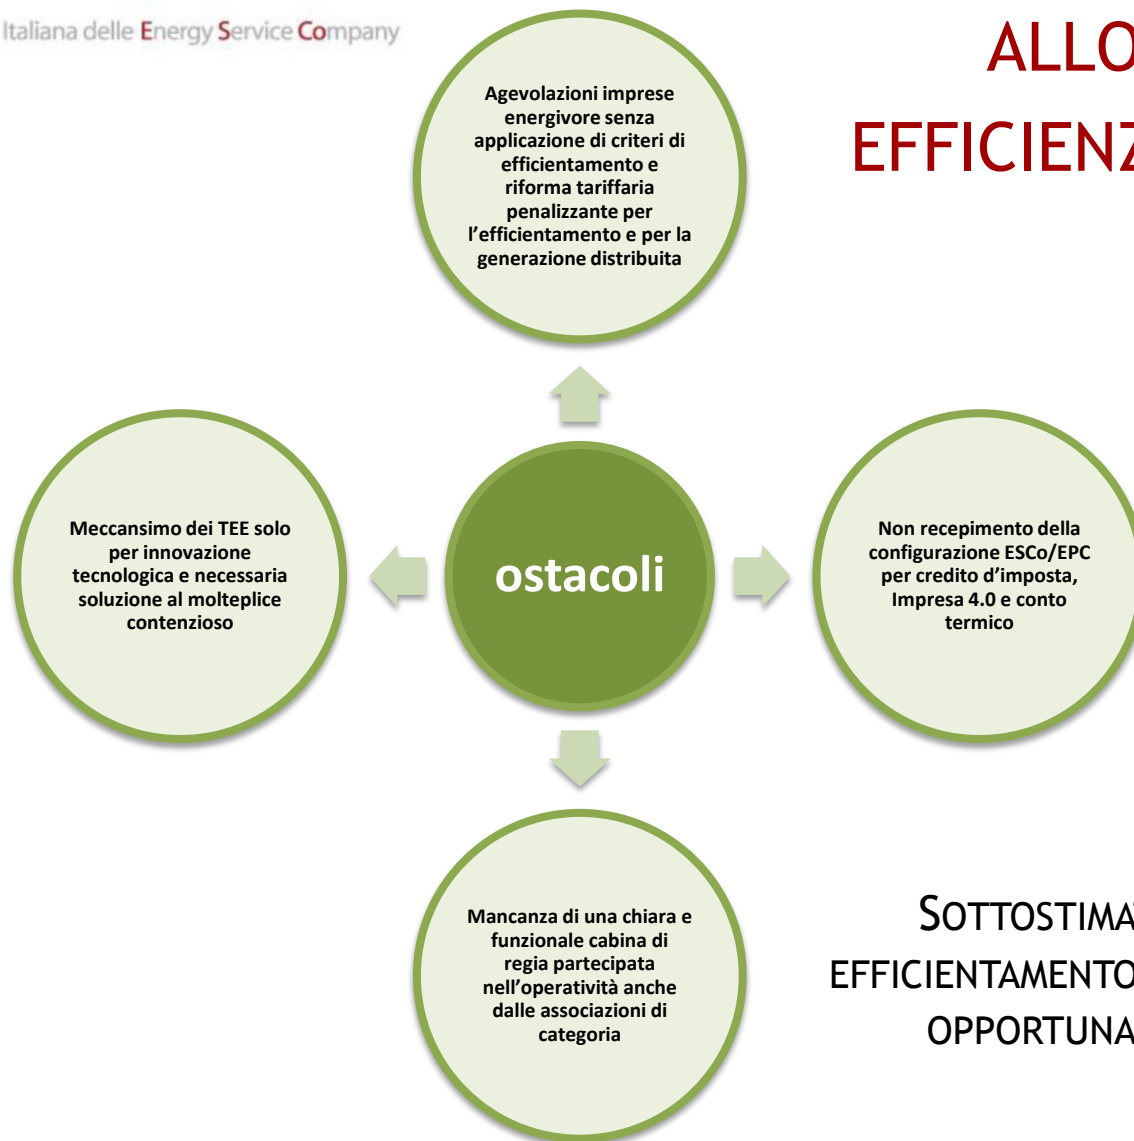 Italiana delle Energy Service Company
ALLO
EFFICIENZ
Agevolazioni imprese
energivore senza
applicazione di criteri di
efficientamento e
riforma tariffaria
penalizzante per
l'efficientamento e per la
generazione distribuita
Meccansimo dei TEE solo
per innovazione
tecnologica e necessaria
soluzione al molteplice
contenzioso
ostacoli
Non recepimento della
configurazione ESCo/EPC
per credito d'imposta,
Impresa 4.0 e conto
termico
Mancanza di una chiara e
funzionale cabina di
regia partecipata
nell'operatività anche
dalle associazioni di
categoria
SOTTOSTIMA
EFFICIENTAMENTO
OPPORTUNA